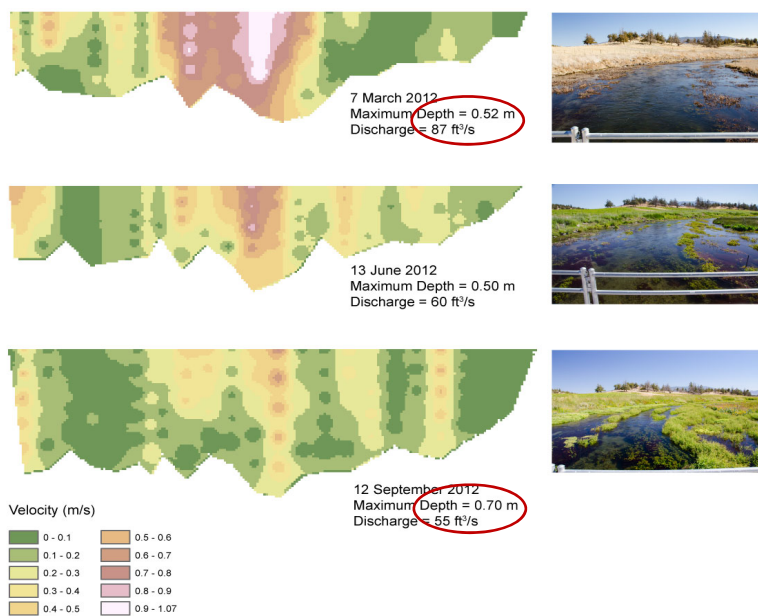 7 March 2012
Maximum Depth = 0.52 m
Discharge = 87 ft³/s
13 June 2012
Maximum Depth = 0.50 m
Discharge = 60 ft³/s
12 September 2012
Maximum Depth = 0.70 m
Discharge = 55 ft³/s
Velocity (m/s)
0 - 0.1
0.1 - 0.2
0.2 - 0.3
0.3 - 0.4
0.4 - 0.5
0.5 - 0.6
0.6 - 0.7
0.7 - 0.8
0.8 - 0.9
0.9 - 1.07